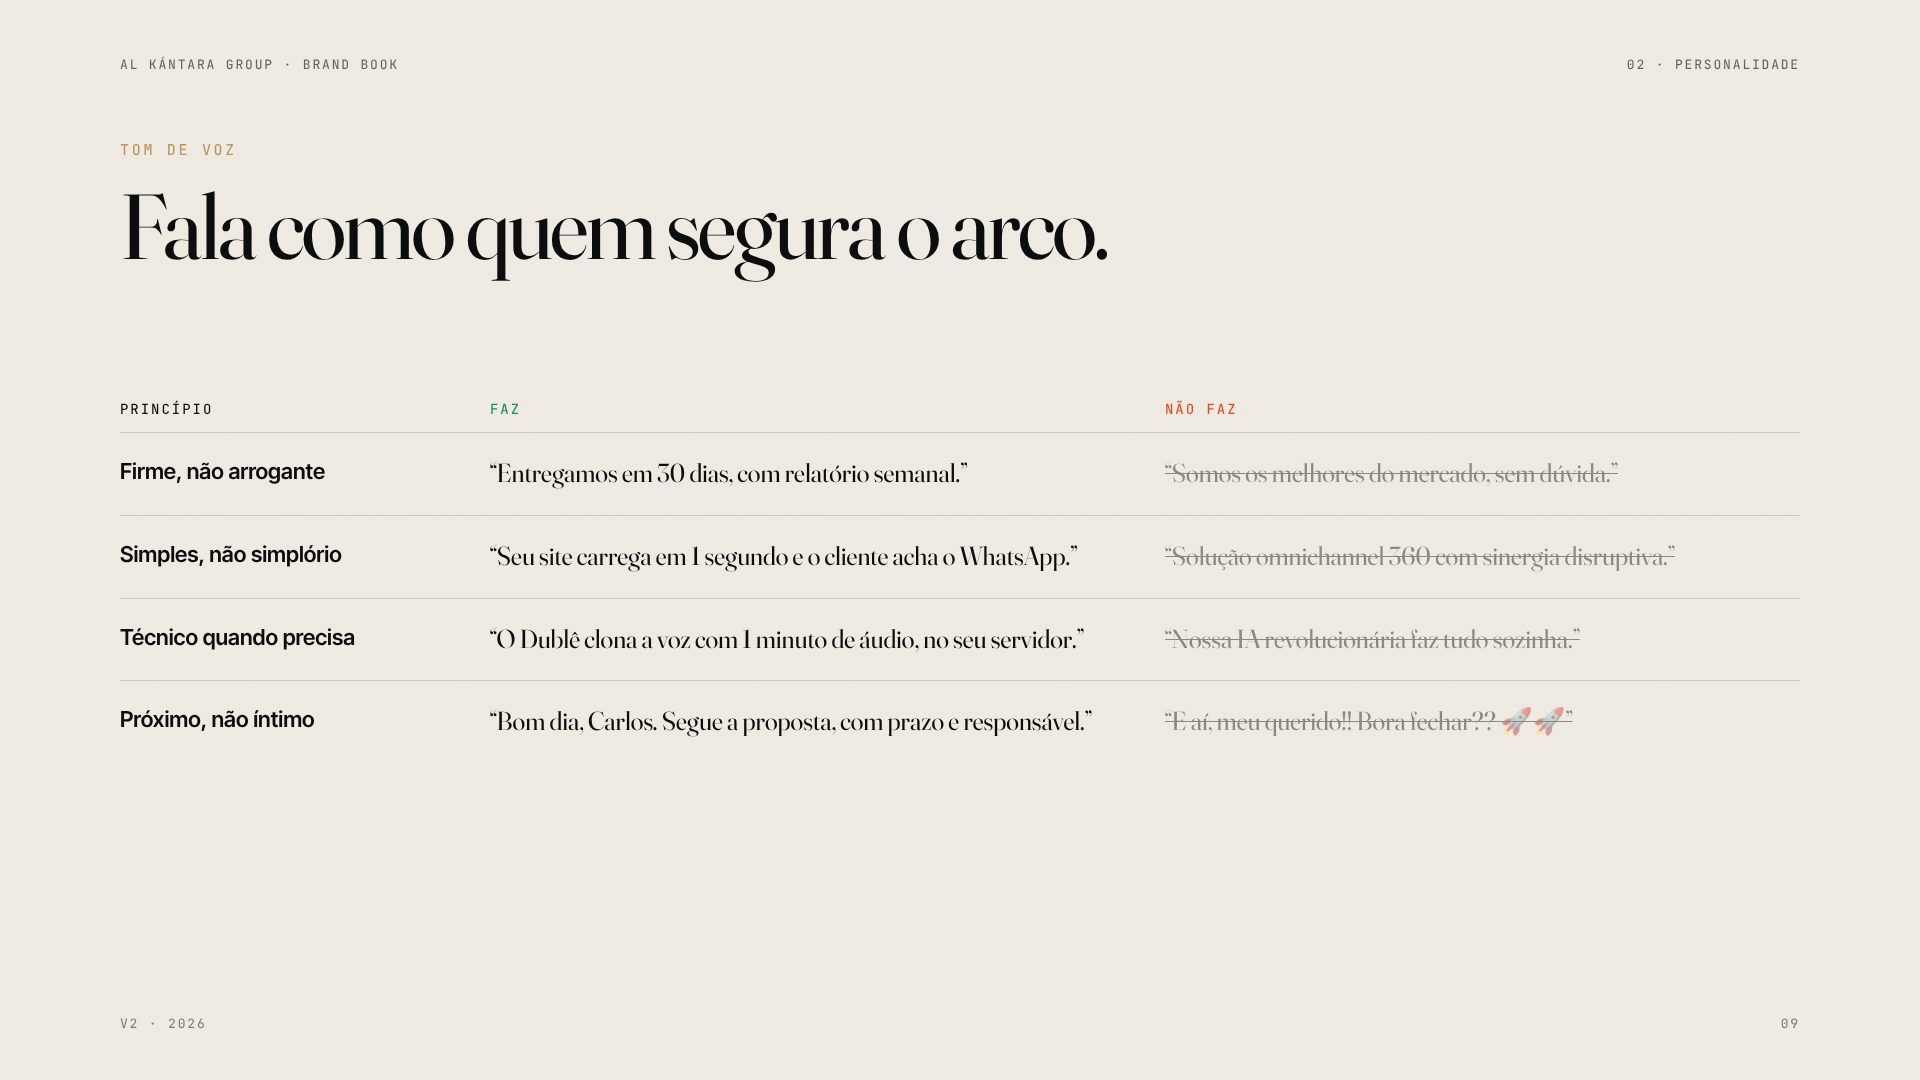 AL KÁNTARA GROUP · BRAND BOOK
02 · PERSONALIDADE
TOM DE VOZ
Fala como quem segura o arco.
PRINCÍPIO
FAZ
NÃO FAZ
Firme, não arrogante
“Entregamos em 30 dias, com relatório semanal.”
“Somos os melhores do mercado, sem dúvida.”
Simples, não simplório
“Seu site carrega em 1 segundo e o cliente acha o WhatsApp.”
“Solução omnichannel 360 com sinergia disruptiva.”
Técnico quando precisa
“O Dublê clona a voz com 1 minuto de áudio, no seu servidor.”
“Nossa IA revolucionária faz tudo sozinha.”
Próximo, não íntimo
“Bom dia, Carlos. Segue a proposta, com prazo e responsável.”
“E aí, meu querido!! Bora fechar?? 🚀🚀”
V2 · 2026
09